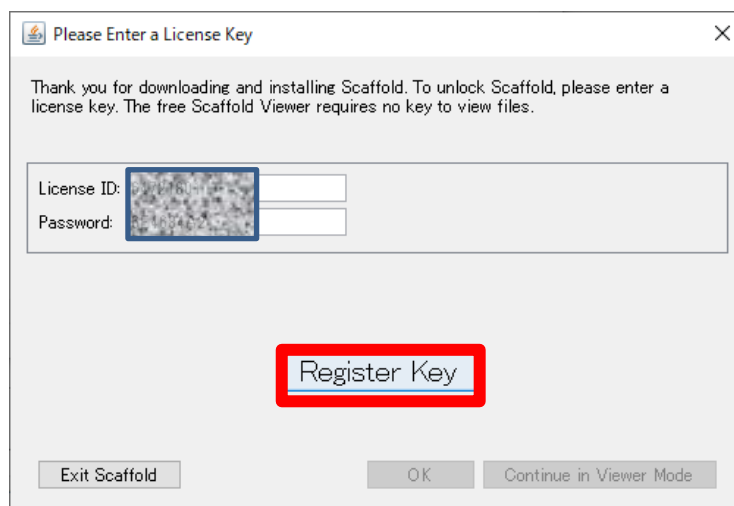 Please Enter a License Key
Thank you for downloading and installing Scaffold. To unlock Scaffold, please enter a
license key. The free Scaffold Viewer requires no key to view files.
License ID:
Password:
Register Key
Exit Scaffold
OK
Continue in Viewer Mode